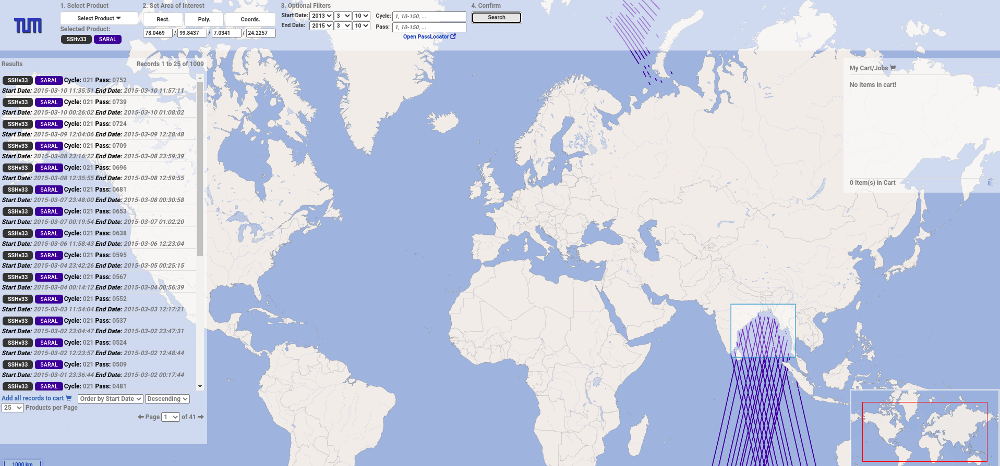 TUM
1. Select Product
Select Product
Selected Product:
SSHv33 SARAL
2. Set Area of Interest
Rect. Poly. Coords.
78.0469 / 99.8437 / 7.0341 / 24.2257
3. Optional Filters
Start Date: 2013 3 10 Cycle: 1, 10-150, ...
End Date: 2015 3 10 Pass: 1, 10-150, ...
Open PassLocator
4. Confirm
Search
Results Records 1 to 25 of 1009
SSHv33 SARAL Cycle: 021 Pass: 0752
Start Date: 2015-03-10 11:35:51 End Date: 2015-03-10 11:57:11
SSHv33 SARAL Cycle: 021 Pass: 0739
Start Date: 2015-03-10 00:26:02 End Date: 2015-03-10 01:08:02
SSHv33 SARAL Cycle: 021 Pass: 0724
Start Date: 2015-03-09 12:04:06 End Date: 2015-03-09 12:28:48
SSHv33 SARAL Cycle: 021 Pass: 0709
Start Date: 2015-03-08 23:16:22 End Date: 2015-03-08 23:59:39
SSHv33 SARAL Cycle: 021 Pass: 0696
Start Date: 2015-03-08 12:35:55 End Date: 2015-03-08 12:59:55
SSHv33 SARAL Cycle: 021 Pass: 0681
Start Date: 2015-03-07 23:48:00 End Date: 2015-03-08 00:30:58
SSHv33 SARAL Cycle: 021 Pass: 0653
Start Date: 2015-03-07 00:19:54 End Date: 2015-03-07 01:02:20
SSHv33 SARAL Cycle: 021 Pass: 0638
Start Date: 2015-03-06 11:58:43 End Date: 2015-03-06 12:23:04
SSHv33 SARAL Cycle: 021 Pass: 0595
Start Date: 2015-03-04 23:42:26 End Date: 2015-03-05 00:25:15
SSHv33 SARAL Cycle: 021 Pass: 0567
Start Date: 2015-03-04 00:14:12 End Date: 2015-03-04 00:56:39
SSHv33 SARAL Cycle: 021 Pass: 0552
Start Date: 2015-03-03 11:54:04 End Date: 2015-03-03 12:17:21
SSHv33 SARAL Cycle: 021 Pass: 0537
Start Date: 2015-03-02 23:04:47 End Date: 2015-03-02 23:47:31
SSHv33 SARAL Cycle: 021 Pass: 0524
Start Date: 2015-03-02 12:23:57 End Date: 2015-03-02 12:48:44
SSHv33 SARAL Cycle: 021 Pass: 0509
Start Date: 2015-03-01 23:36:44 End Date: 2015-03-02 00:17:44
SSHv33 SARAL Cycle: 021 Pass: 0481
Add all records to cart Order by Start Date Descending
25 Products per Page
Page 1 of 41
1000 km
My Cart/Jobs
No items in cart!
0 Item(s) in Cart